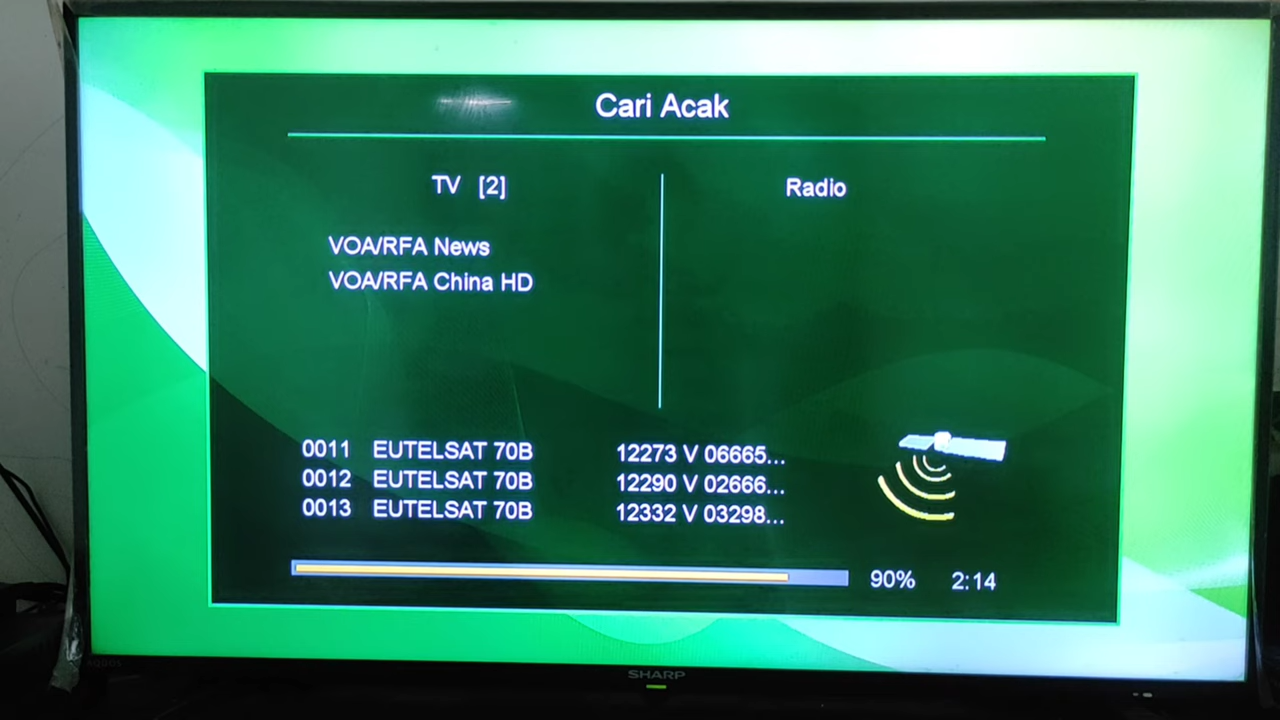 Cari Acak
TV [2]
Radio
VOA/RFA News
VOA/RFA China HD
0011 EUTELSAT 70B 12273 V 06665...
0012 EUTELSAT 70B 12290 V 02666...
0013 EUTELSAT 70B 12332 V 03298...
90% 2:14
SHARP
AQUOS